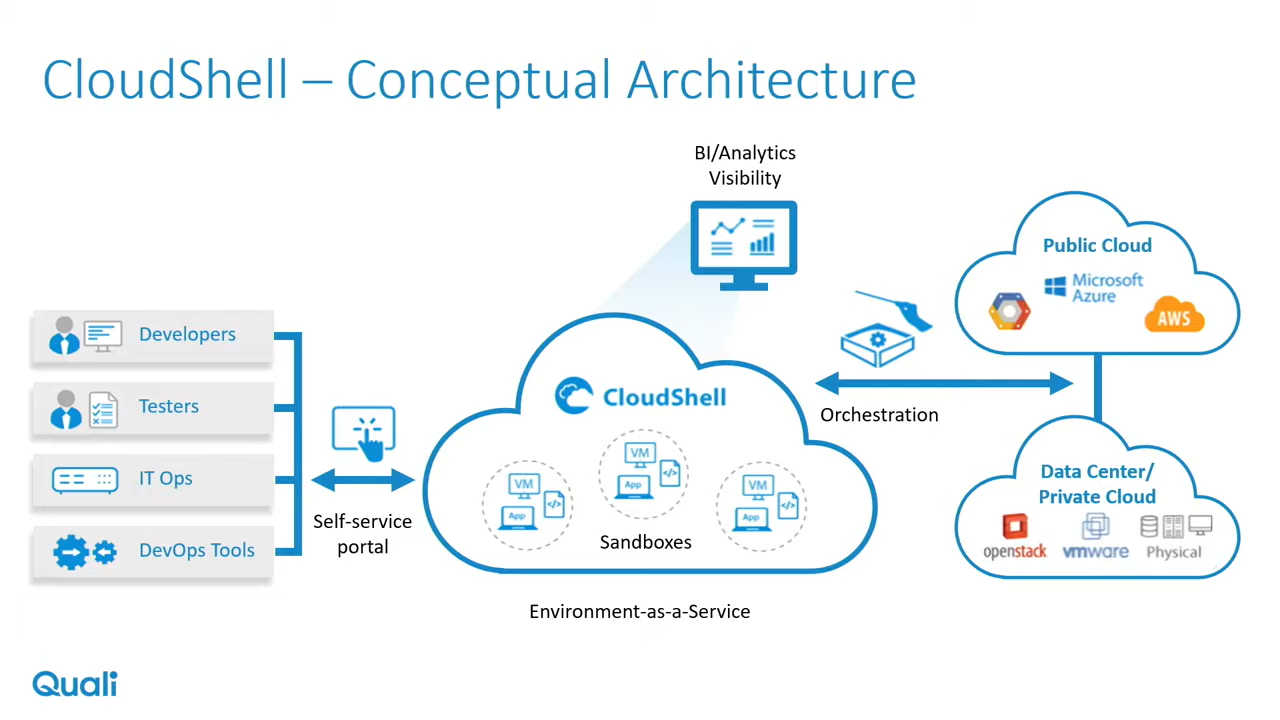 CloudShell – Conceptual Architecture
BI/Analytics
Visibility
Public Cloud
Microsoft
Azure
AWS
Developers
Testers
IT Ops
DevOps Tools
Self-service
portal
CloudShell
VM
App
</>
VM
App
</>
VM
App
</>
Sandboxes
Environment-as-a-Service
Orchestration
Data Center/
Private Cloud
openstack
vmware
Physical
Quali